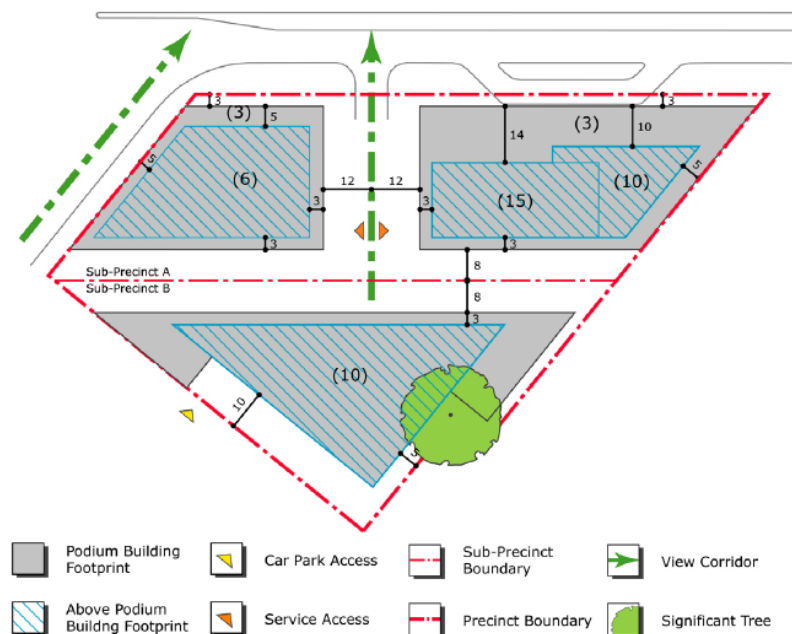 3
(3)
5
(3)
3
14
10
5
(6)
12
12
(15)
(10)
5
3
3
3
3
8
Sub-Precinct A
Sub-Precinct B
8
3
(10)
10
5
Podium Building
Footprint
Car Park Access
Sub-Precinct
Boundary
View Corridor
Above Podium
Buildng Footprint
Service Access
Precinct Boundary
Significant Tree